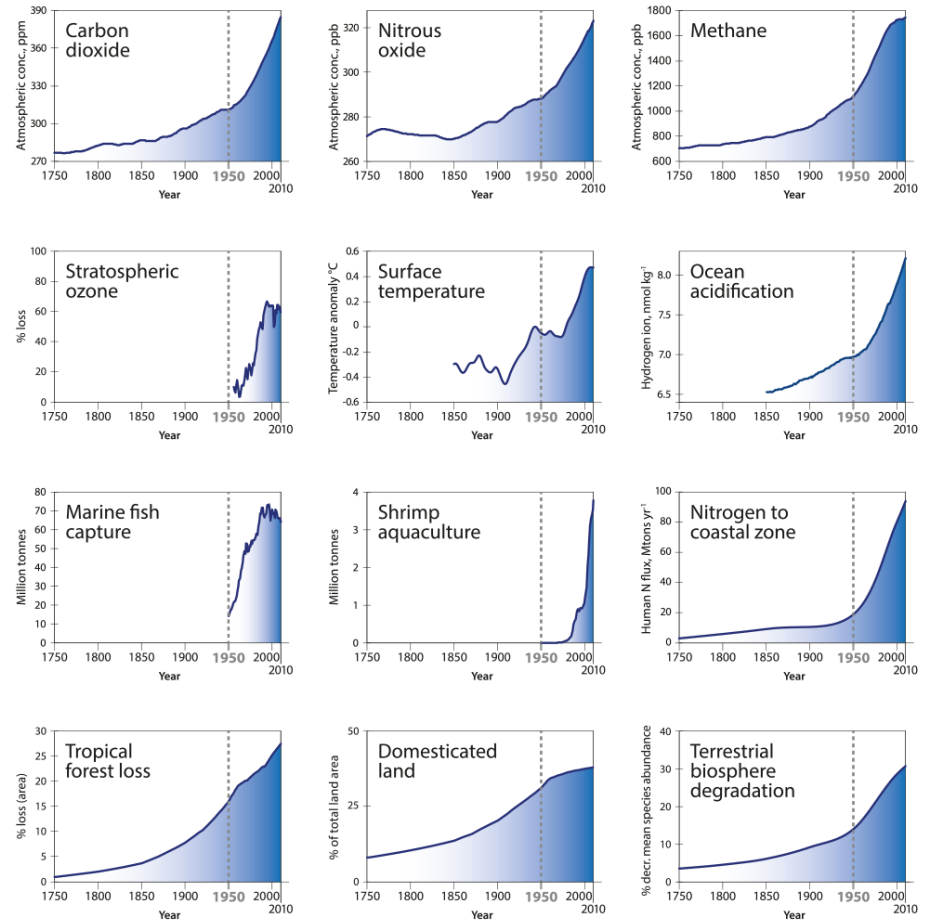 Carbon
dioxide
Atmospheric conc., ppm
390
360
330
300
270
1750 1800 1850 1900 1950 2000
2010
Year
Nitrous
oxide
Atmospheric conc., ppb
320
300
280
260
1750 1800 1850 1900 1950 2000
2010
Year
Methane
Atmospheric conc., ppb
1800
1600
1400
1200
1000
800
600
1750 1800 1850 1900 1950 2000
2010
Year
Stratospheric
ozone
% loss
100
80
60
40
20
0
1750 1800 1850 1900 1950 2000
2010
Year
Surface
temperature
Temperature anomaly °C
0.6
0.4
0.2
0
-0.2
-0.4
-0.6
1750 1800 1850 1900 1950 2000
2010
Year
Ocean
acidification
Hydrogen ion, nmol kg⁻¹
8.0
7.5
7.0
6.5
1750 1800 1850 1900 1950 2000
2010
Year
Marine fish
capture
Million tonnes
80
70
60
50
40
30
20
10
0
1750 1800 1850 1900 1950 2000
2010
Year
Shrimp
aquaculture
Million tonnes
4
3
2
1
0
1750 1800 1850 1900 1950 2000
2010
Year
Nitrogen to
coastal zone
Human N flux, Mtons yr⁻¹
100
80
60
40
20
0
1750 1800 1850 1900 1950 2000
2010
Year
Tropical
forest loss
% loss (area)
30
25
20
15
10
5
0
1750 1800 1850 1900 1950 2000
2010
Year
Domesticated
land
% of total land area
50
25
0
1750 1800 1850 1900 1950 2000
2010
Year
Terrestrial
biosphere
degradation
% decr. mean species abundance
40
30
20
10
0
1750 1800 1850 1900 1950 2000
2010
Year